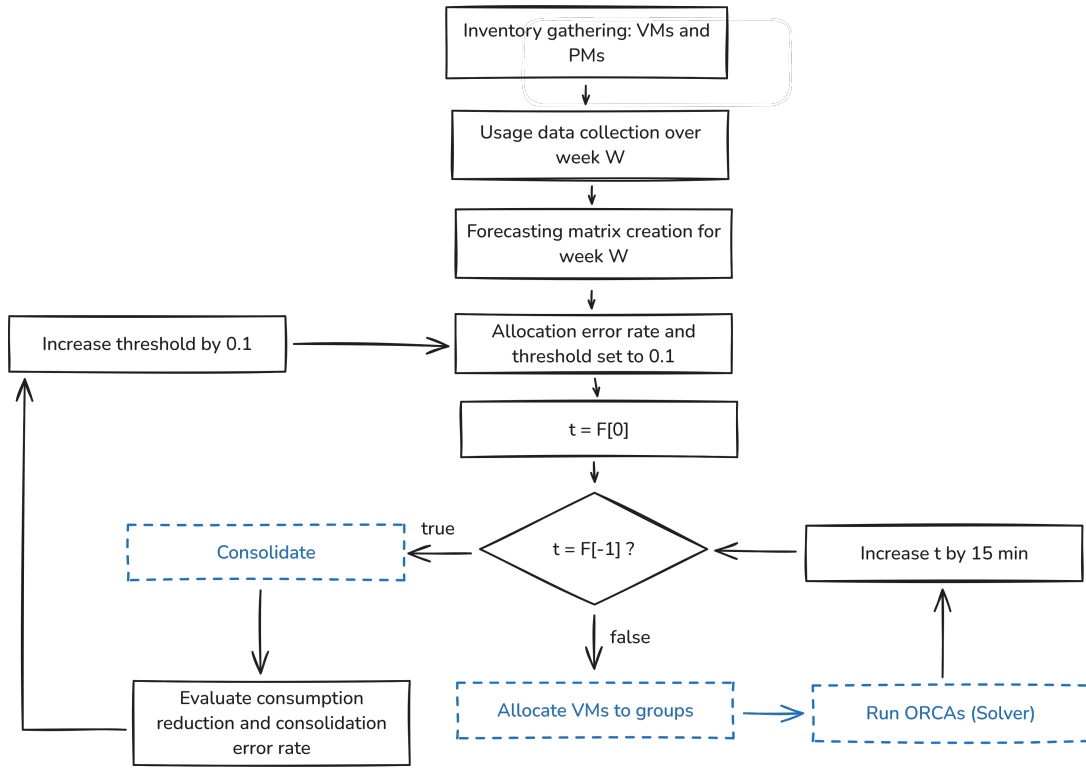 Inventory gathering: VMs and
PMs
Usage data collection over
week W
Forecasting matrix creation for
week W
Increase threshold by 0.1
Allocation error rate and
threshold set to 0.1
t = F[0]
true
Consolidate
t = F[-1] ?
Increase t by 15 min
false
Evaluate consumption
reduction and consolidation
error rate
Allocate VMs to groups
Run ORCAs (Solver)